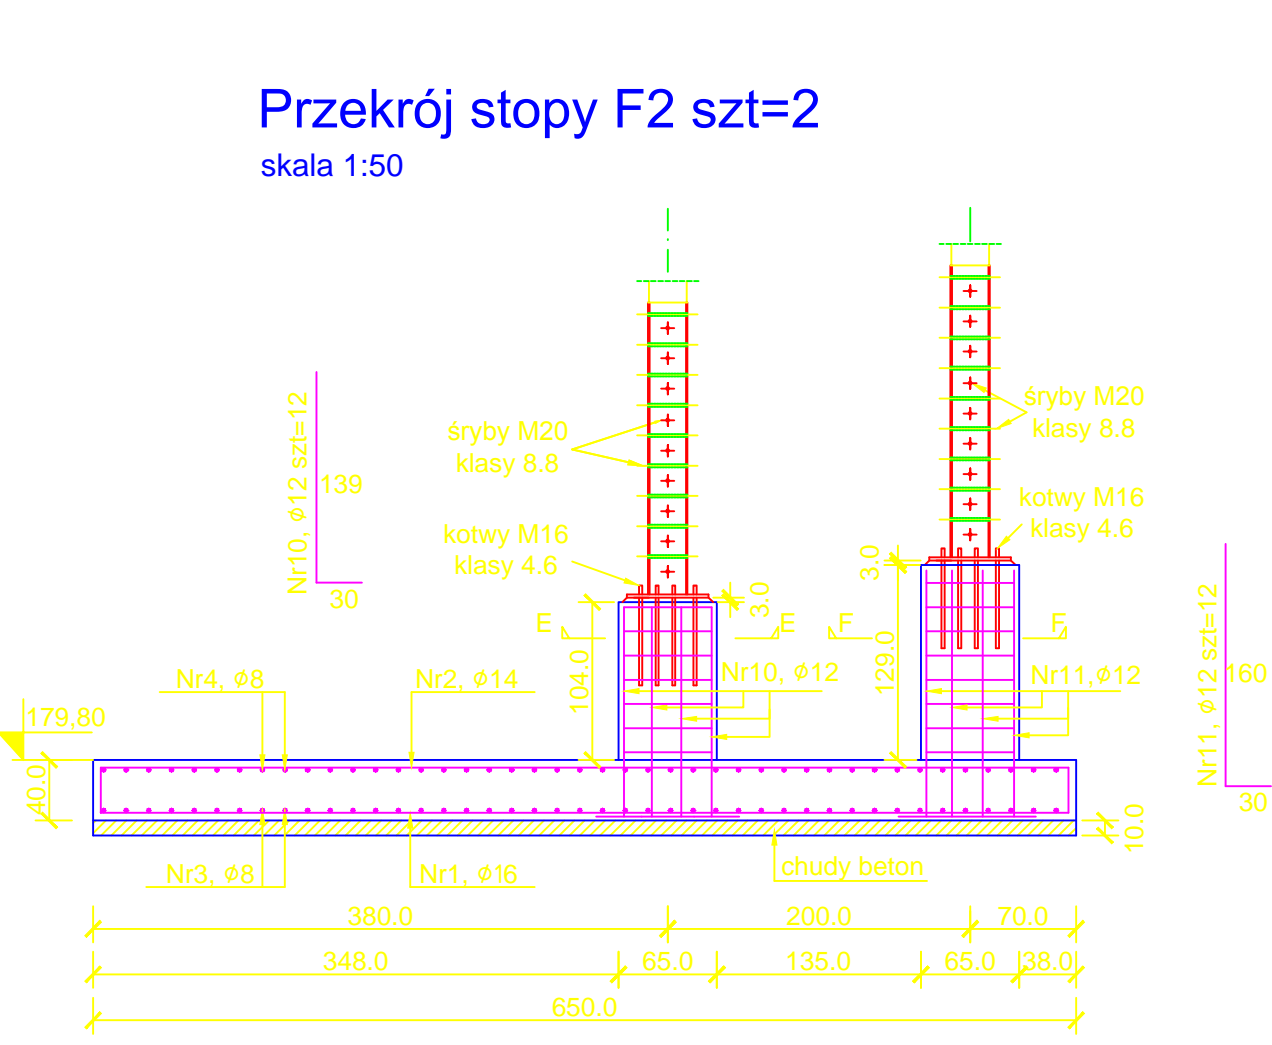 Przekrój stopy F2 szt=2
skala 1:50
śryby M20
klasy 8.8
kotwy M16
klasy 4.6
śryby M20
klasy 8.8
kotwy M16
klasy 4.6
Nr10, ϕ12 szt=12
139
30
3.0
3.0
E
E
F
F
104.0
129.0
Nr10, ϕ12
Nr11,ϕ12
Nr11, ϕ12 szt=12
160
30
Nr4, ϕ8
Nr2, ϕ14
179,80
40.0
10.0
Nr3, ϕ8
Nr1, ϕ16
chudy beton
380.0
200.0
70.0
348.0
65.0
135.0
65.0
38.0
650.0